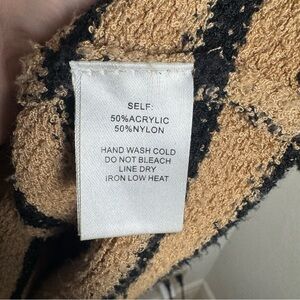 SELF:
50%ACRYLIC
50%NYLON
HAND WASH COLD
DO NOT BLEACH
LINE DRY
IRON LOW HEAT